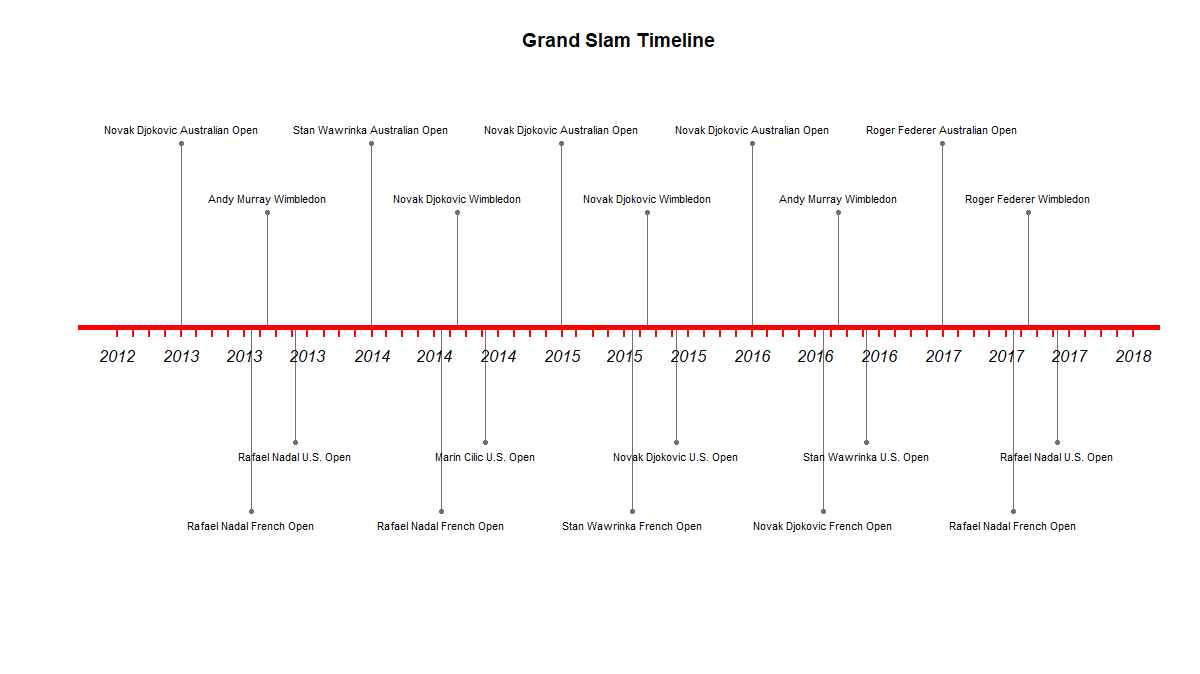 Grand Slam Timeline
Novak Djokovic Australian Open
Stan Wawrinka Australian Open
Novak Djokovic Australian Open
Novak Djokovic Australian Open
Roger Federer Australian Open
Andy Murray Wimbledon
Novak Djokovic Wimbledon
Novak Djokovic Wimbledon
Andy Murray Wimbledon
Roger Federer Wimbledon
2012 2013 2013 2013 2014 2014 2014 2015 2015 2015 2016 2016 2016 2017 2017 2017 2018
Rafael Nadal U.S. Open
Marin Cilic U.S. Open
Novak Djokovic U.S. Open
Stan Wawrinka U.S. Open
Rafael Nadal U.S. Open
Rafael Nadal French Open
Rafael Nadal French Open
Stan Wawrinka French Open
Novak Djokovic French Open
Rafael Nadal French Open